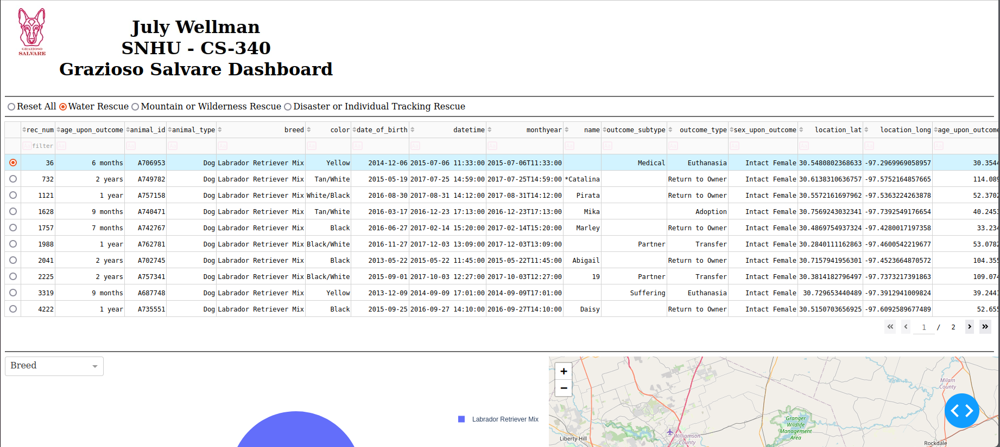 GRAZIOSO
SALVARE
July Wellman
SNHU - CS-340
Grazioso Salvare Dashboard
Reset All Water Rescue Mountain or Wilderness Rescue Disaster or Individual Tracking Rescue
rec_num age_upon_outcome animal_id animal_type breed color date_of_birth datetime monthyear name outcome_subtype outcome_type sex_upon_outcome location_lat location_long age_upon_outcome
Aa filter Aa Aa Aa Aa Aa Aa Aa Aa Aa Aa Aa Aa Aa Aa Aa
36 6 months A706953 Dog Labrador Retriever Mix Yellow 2014-12-06 2015-07-06 11:33:00 2015-07-06T11:33:00 Medical Euthanasia Intact Female 30.5480802368633 -97.2969969058957 30.3544
732 2 years A749782 Dog Labrador Retriever Mix Tan/White 2015-05-19 2017-07-25 14:59:00 2017-07-25T14:59:00 *Catalina Return to Owner Intact Female 30.6138310636757 -97.5752164857665 114.089
1121 1 year A757158 Dog Labrador Retriever Mix White/Black 2016-08-30 2017-08-31 14:12:00 2017-08-31T14:12:00 Pirata Return to Owner Intact Female 30.5572161697962 -97.5363224263878 52.3702
1628 9 months A740471 Dog Labrador Retriever Mix Tan/White 2016-03-17 2016-12-23 17:13:00 2016-12-23T17:13:00 Mika Adoption Intact Female 30.7569243032341 -97.7392549176654 40.2453
1757 7 months A742767 Dog Labrador Retriever Mix Black 2016-06-27 2017-02-14 15:20:00 2017-02-14T15:20:00 Marley Return to Owner Intact Female 30.4869754937324 -97.4280017197358 33.234
1988 1 year A762781 Dog Labrador Retriever Mix Black/White 2016-11-27 2017-12-03 13:09:00 2017-12-03T13:09:00 Partner Transfer Intact Female 30.2840111162863 -97.4600542219677 53.0782
2041 2 years A702745 Dog Labrador Retriever Mix Black 2013-05-22 2015-05-22 11:45:00 2015-05-22T11:45:00 Abigail Return to Owner Intact Female 30.7157941956301 -97.4523664870572 104.355
2225 2 years A757341 Dog Labrador Retriever Mix Black/White 2015-09-01 2017-10-03 12:27:00 2017-10-03T12:27:00 19 Partner Transfer Intact Female 30.3814182796497 -97.7373217391863 109.074
3319 9 months A687748 Dog Labrador Retriever Mix Yellow 2013-12-09 2014-09-09 17:01:00 2014-09-09T17:01:00 Suffering Euthanasia Intact Female 30.729653440489 -97.3912941009824 39.2441
4222 1 year A735551 Dog Labrador Retriever Mix Black 2015-09-25 2016-09-27 14:10:00 2016-09-27T14:10:00 Daisy Return to Owner Intact Female 30.5150703656925 -97.6092589677489 52.655
1 / 2
Breed
Labrador Retriever Mix
+
−
Milam
County
Granger
Wildlife
Management
Area
Williamson
County
Liberty Hill
Rockdale